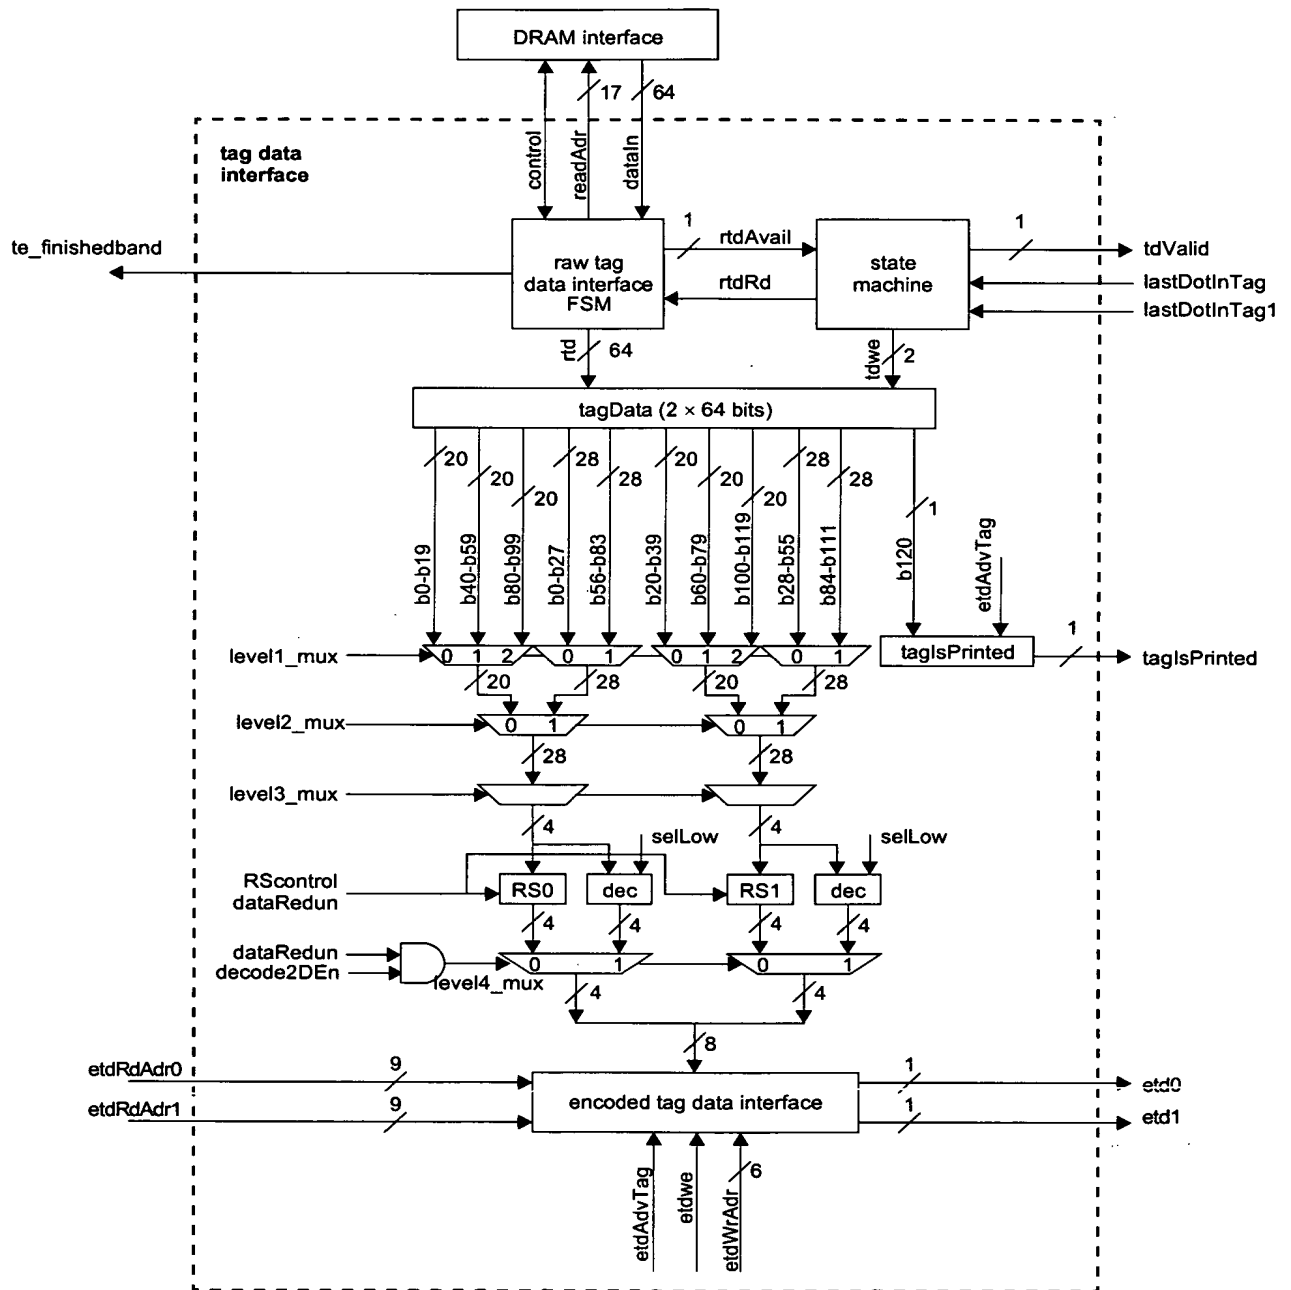 DRAM interface
17
64
tag data
interface
control
readAdr
dataIn
te_finishedband
raw tag
data interface
FSM
1
rtdAvail
rtdRd
state
machine
1
tdValid
lastDotInTag
lastDotInTag1
rtd
64
tdwe
2
tagData (2 × 64 bits)
20
20
20
28
28
20
20
20
28
28
1
b0-b19
b40-b59
b80-b99
b0-b27
b56-b83
b20-b39
b60-b79
b100-b119
b28-b55
b84-b111
b120
etdAdvTag
level1_mux
0 1 2
0 1
0 1 2
0 1
tagIsPrinted
1
tagIsPrinted
20
28
20
28
level2_mux
0 1
0 1
28
28
level3_mux
4
4
selLow
selLow
RScontrol
dataRedun
RS0
dec
RS1
dec
4
4
4
4
dataRedun
decode2DEn
level4_mux
0 1
0 1
4
4
8
etdRdAdr0
9
etdRdAdr1
9
encoded tag data interface
1
etd0
1
etd1
etdAdvTag
etdwe
etdWrAdr
6